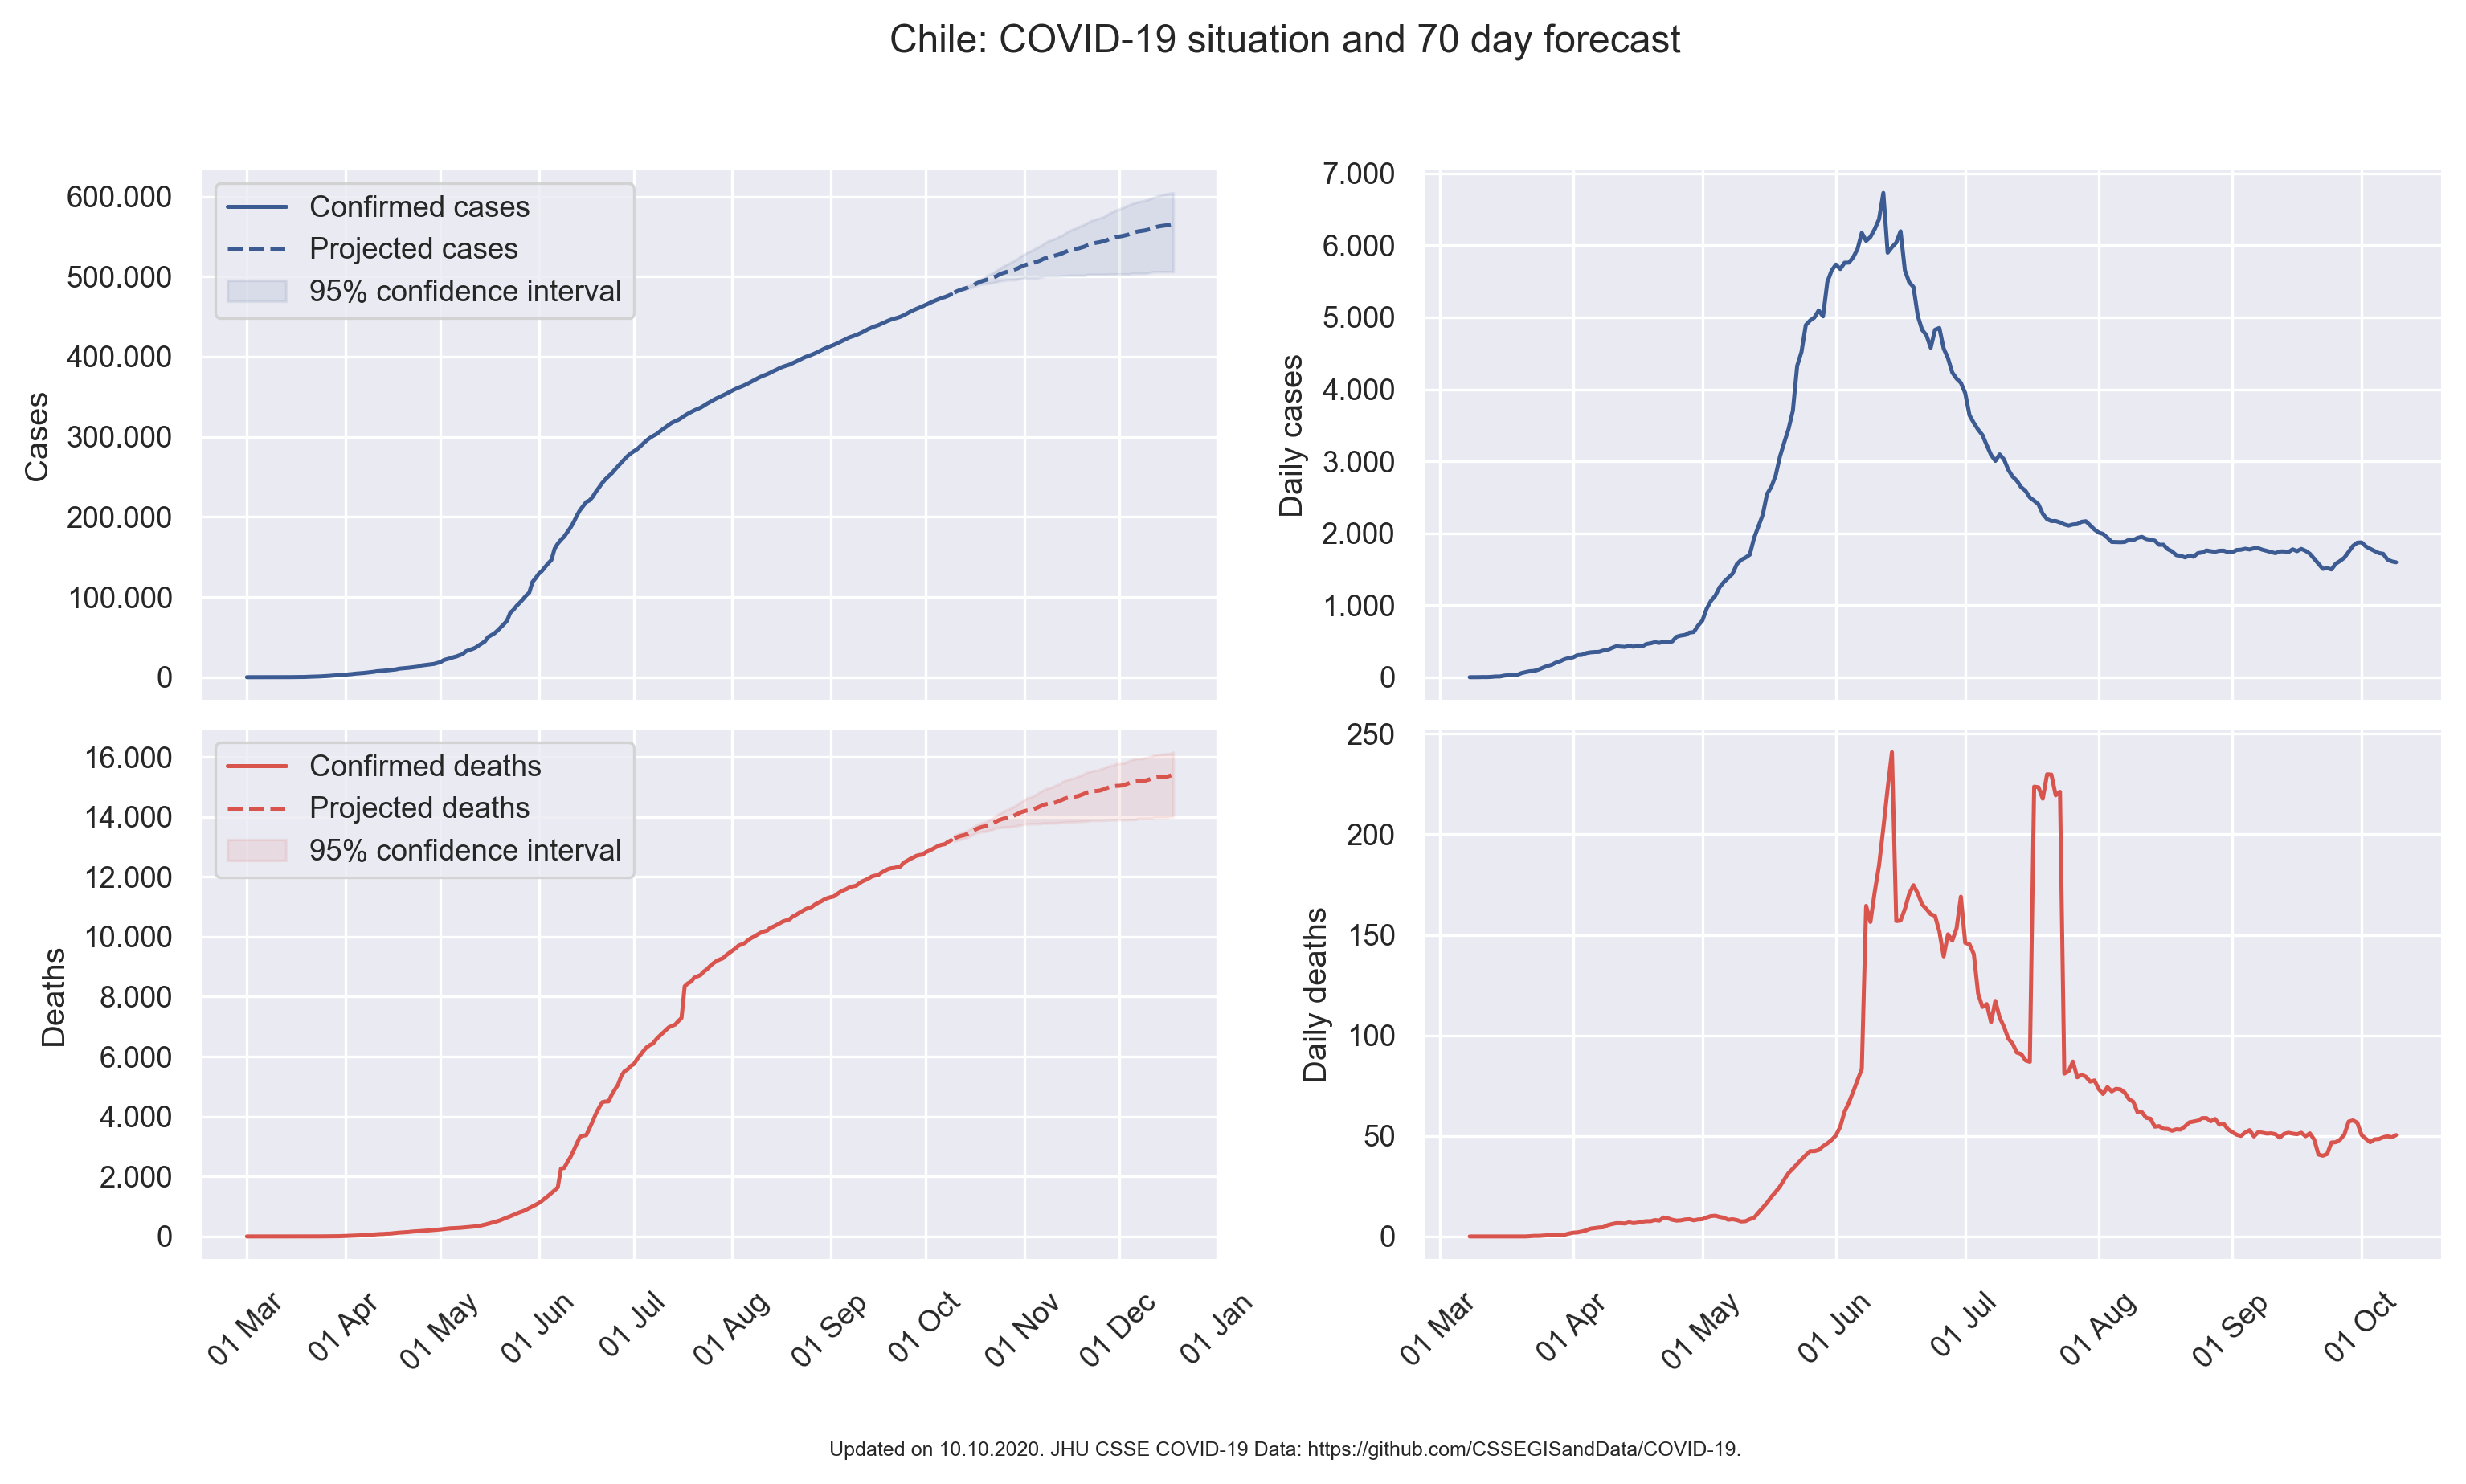 Chile: COVID-19 situation and 70 day forecast
Cases
600.000
500.000
400.000
300.000
200.000
100.000
0
Confirmed cases
Projected cases
95% confidence interval
Daily cases
7.000
6.000
5.000
4.000
3.000
2.000
1.000
0
Deaths
16.000
14.000
12.000
10.000
8.000
6.000
4.000
2.000
0
Confirmed deaths
Projected deaths
95% confidence interval
01 Mar
01 Apr
01 May
01 Jun
01 Jul
01 Aug
01 Sep
01 Oct
01 Nov
01 Dec
01 Jan
Daily deaths
250
200
150
100
50
0
01 Mar
01 Apr
01 May
01 Jun
01 Jul
01 Aug
01 Sep
01 Oct
Updated on 10.10.2020. JHU CSSE COVID-19 Data: https://github.com/CSSEGISandData/COVID-19.